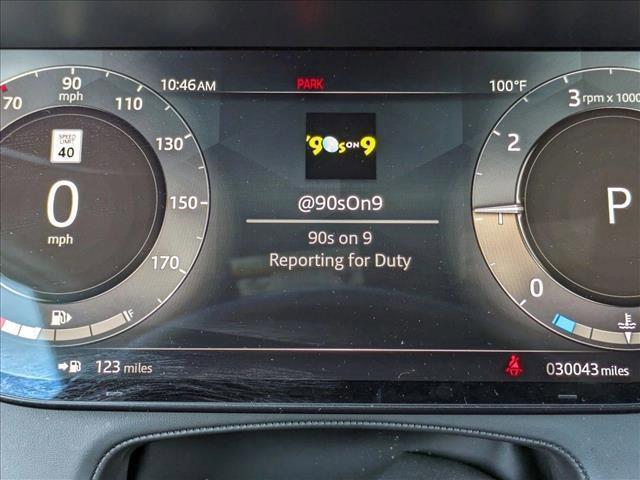 10:46AM
PARK
100°F
70
90
mph
110
130
150
170
SPEED
LIMIT
40
0
mph
F
'90s ON 9
@90sOn9
90s on 9
Reporting for Duty
3 rpm x 1000
2
0
P
123 miles
030043 miles